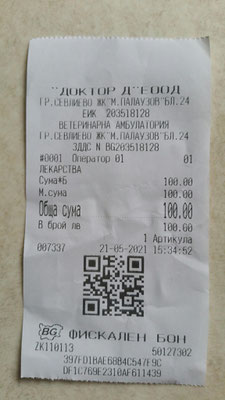 "ДОКТОР Д" ЕООД
ГР.СЕВЛИЕВО ЖК"М.ПАЛАУЗОВ"БЛ.24
ЕИК 203518128
ВЕТЕРИНАРНА АМБУЛАТОРИЯ
ГР.СЕВЛИЕВО ЖК"М.ПАЛАУЗОВ"БЛ.24
ЗДДС N BG203518128
#0001 Оператор 01 01
ЛЕКАРСТВА
Сума*Б 100.00
М.сума 100.00
Обща сума 100.00
В брой лв 100.00
1 Артикула
007337 21-05-2021 15:34:52
BG ФИСКАЛЕН БОН
ZK110113 50127302
397FD1BAE6884C547F9C
DF1C769E2310AF611439